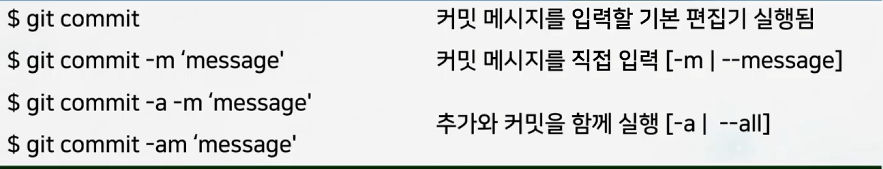 $ git commit 커밋 메시지를 입력할 기본 편집기 실행됨
$ git commit -m ‘message' 커밋 메시지를 직접 입력 [-m | --message]
$ git commit -a -m ‘message'
추가와 커밋을 함께 실행 [-a | --all]
$ git commit -am ‘message'